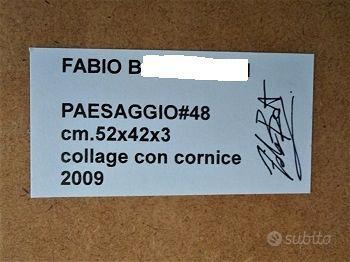 FABIO B
PAESAGGIO#48
cm.52x42x3
collage con cornice
2009
subito